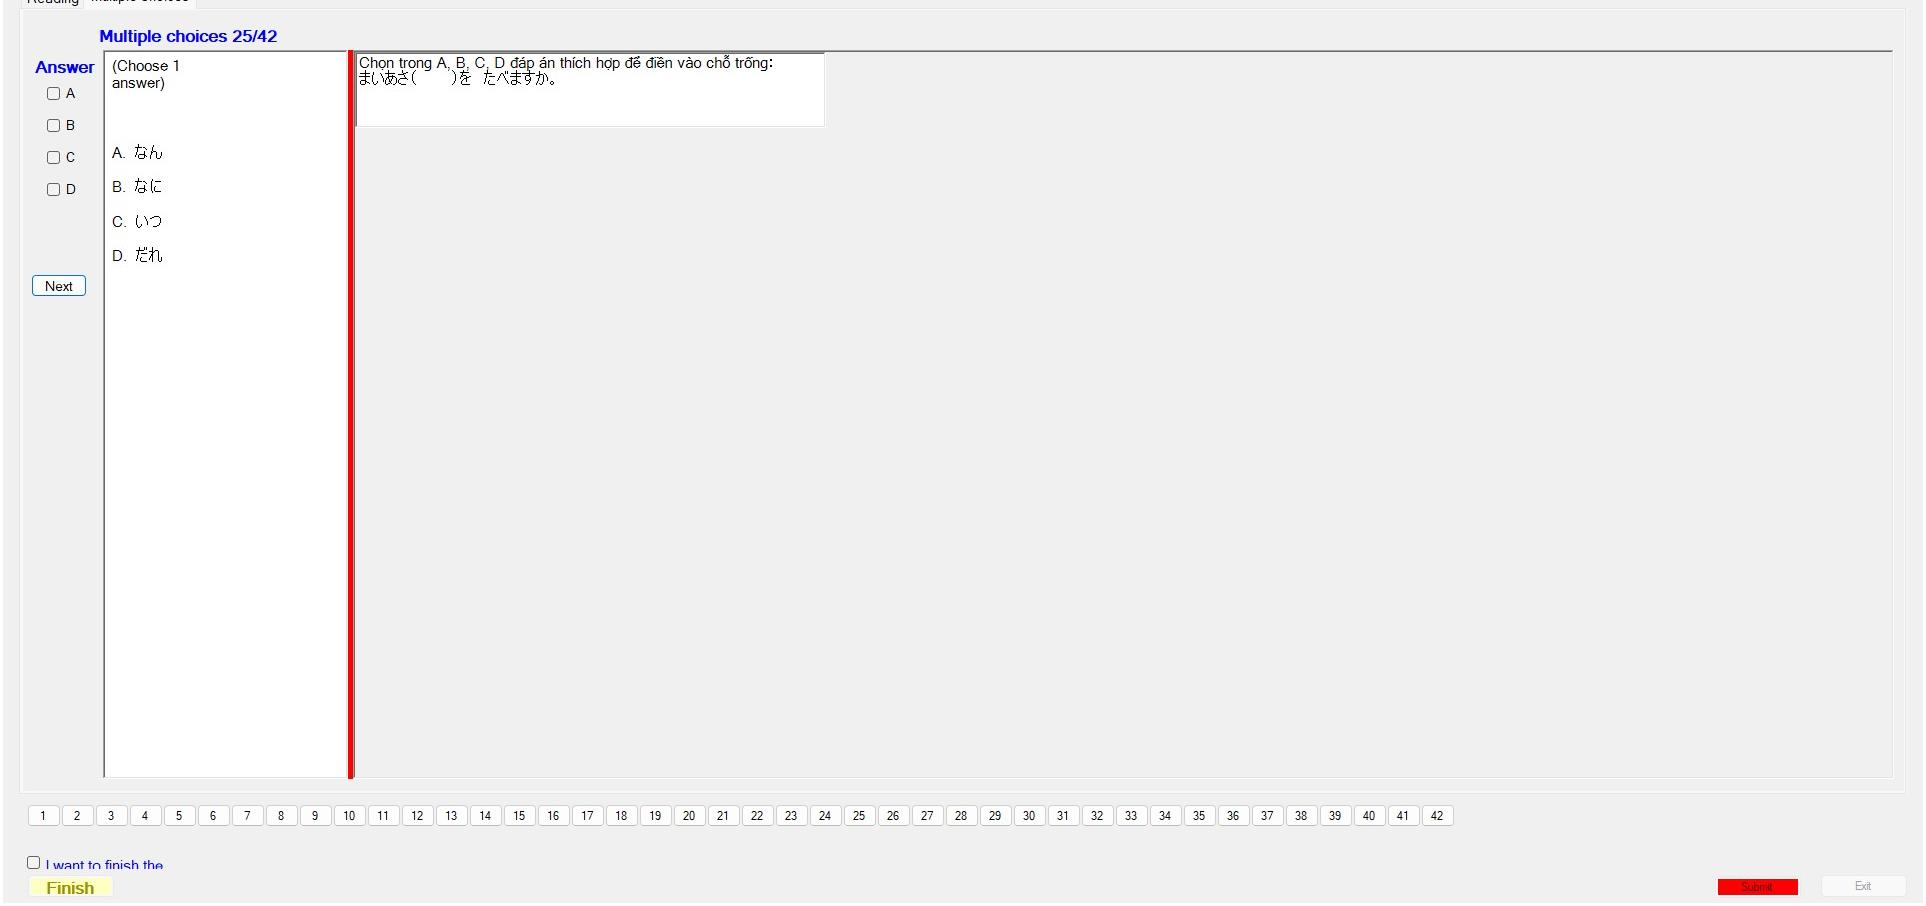 Multiple choices 25/42
Answer
A
B
C
D
Next
(Choose 1
answer)
A. なん
B. なに
C. いつ
D. だれ
Chọn trong A, B, C, D đáp án thích hợp để điền vào chỗ trống:
まいあさ(　　)を　たべますか。
1 2 3 4 5 6 7 8 9 10 11 12 13 14 15 16 17 18 19 20 21 22 23 24 25 26 27 28 29 30 31 32 33 34 35 36 37 38 39 40 41 42
I want to finish the
Finish
Submit
Exit